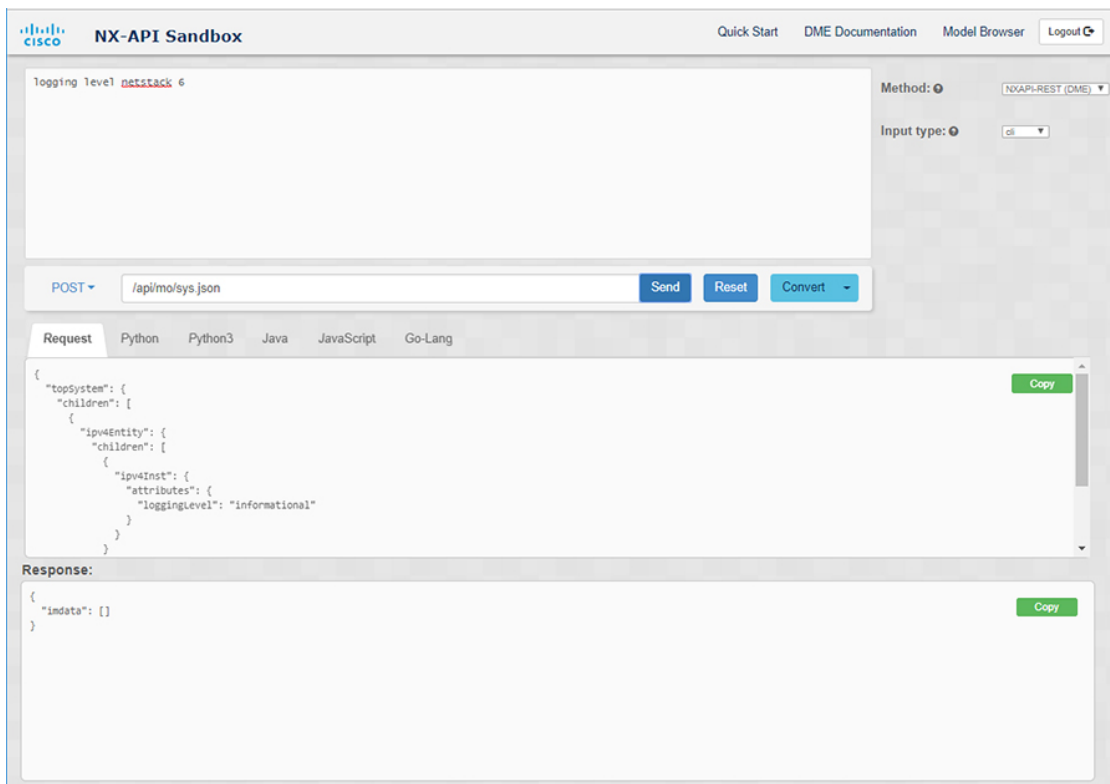 CISCO
NX-API Sandbox
Quick Start
DME Documentation
Model Browser
Logout
logging level netstack 6
Method:
NXAPI-REST (DME)
Input type:
cli
POST
/api/mo/sys.json
Send
Reset
Convert
Request
Python
Python3
Java
JavaScript
Go-Lang
{
"topSystem": {
"children": [
{
"ipv4Entity": {
"children": [
{
"ipv4Inst": {
"attributes": {
"loggingLevel": "informational"
}
}
}
Copy
Response:
{
"imdata": []
}
Copy